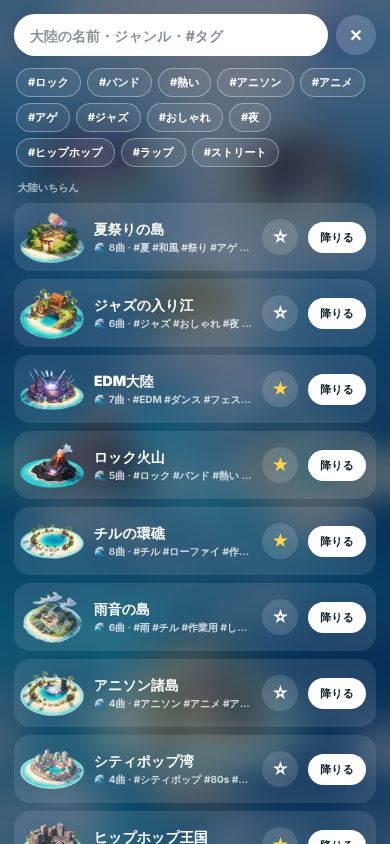 大陸の名前・ジャンル・#タグ
#ロック #バンド #熱い #アニソン #アニメ
#アゲ #ジャズ #おしゃれ #夜
#ヒップホップ #ラップ #ストリート
大陸いちらん
夏祭りの島
8曲 · #夏 #和風 #祭り #アゲ ...
降りる
ジャズの入り江
6曲 · #ジャズ #おしゃれ #夜 ...
降りる
EDM大陸
7曲 · #EDM #ダンス #フェス...
降りる
ロック火山
5曲 · #ロック #バンド #熱い ...
降りる
チルの環礁
8曲 · #チル #ローファイ #作...
降りる
雨音の島
6曲 · #雨 #チル #作業用 #し...
降りる
アニソン諸島
4曲 · #アニソン #アニメ #ア...
降りる
シティポップ湾
4曲 · #シティポップ #80s #...
降りる
ヒップホップ王国
降りる